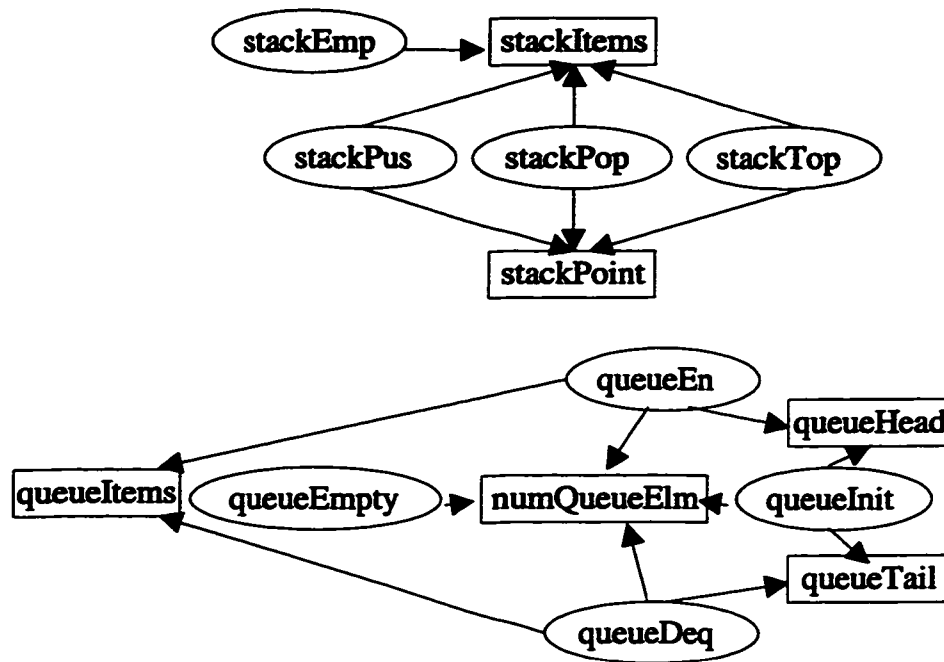 stackEmp
stackItems
stackPus
stackPop
stackTop
stackPoint
queueEn
queueHead
queueItems
queueEmpty
numQueueElm
queueInit
queueTail
queueDeq